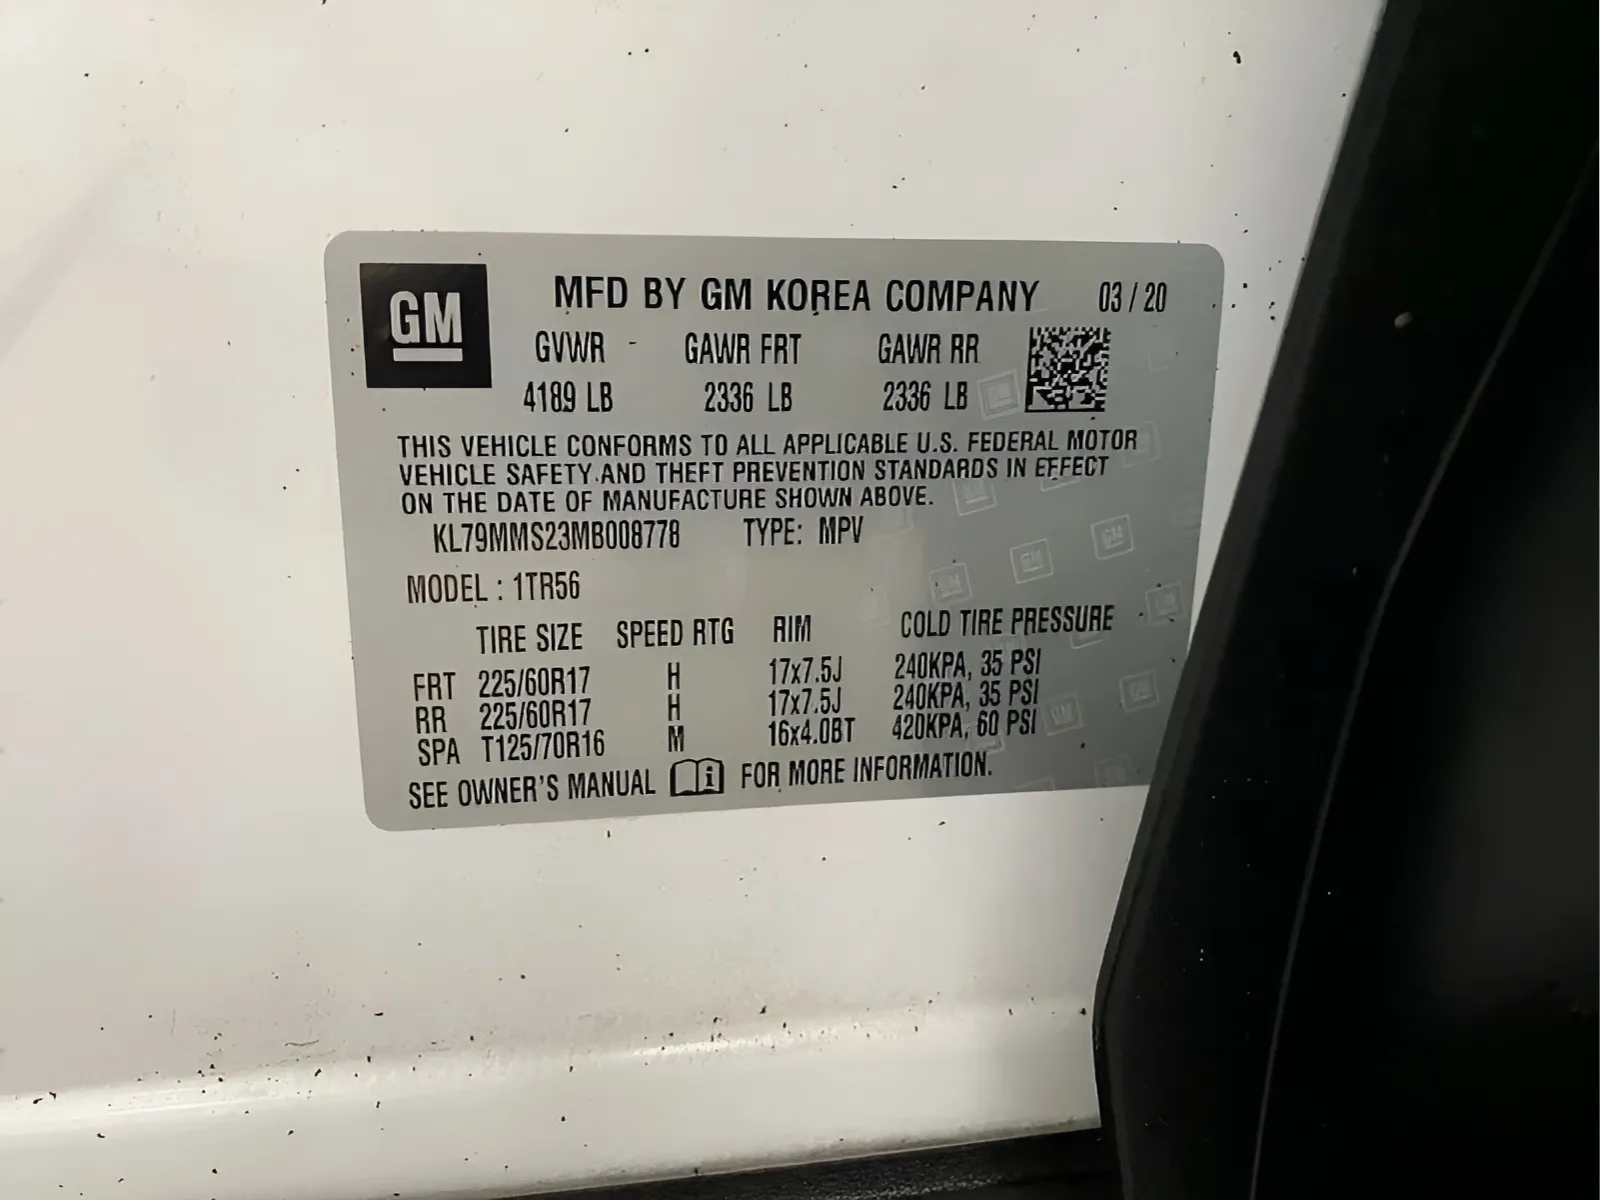 GM
MFD BY GM KOREA COMPANY 03 / 20
GVWR GAWR FRT GAWR RR
4189 LB 2336 LB 2336 LB
THIS VEHICLE CONFORMS TO ALL APPLICABLE U.S. FEDERAL MOTOR
VEHICLE SAFETY AND THEFT PREVENTION STANDARDS IN EFFECT
ON THE DATE OF MANUFACTURE SHOWN ABOVE.
KL79MMS23MB008778 TYPE: MPV
MODEL : 1TR56
TIRE SIZE SPEED RTG RIM COLD TIRE PRESSURE
FRT 225/60R17 H 17x7.5J 240KPA, 35 PSI
RR 225/60R17 H 17x7.5J 240KPA, 35 PSI
SPA T125/70R16 M 16x4.0BT 420KPA, 60 PSI
SEE OWNER'S MANUAL i FOR MORE INFORMATION.